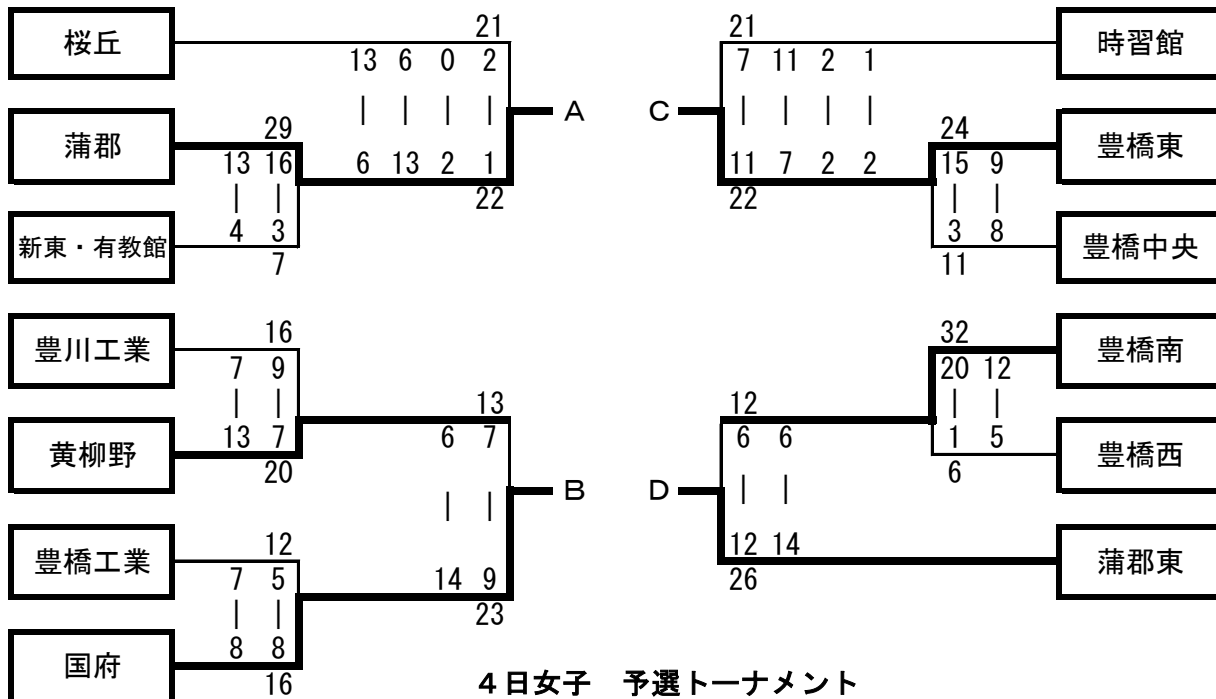 桜丘 21 21 時習館
13 6 0 2 7 11 2 1
| | | | A C | | | |
蒲郡 29 24 豊橋東
13 16 6 13 2 1 11 7 2 2 15 9
| | 22 22 | |
新東・有教館 4 3 3 8 豊橋中央
7 11
豊川工業 16 32 豊橋南
7 9 20 12
| | 13 12 | |
黄柳野 13 7 6 7 6 6 1 5 豊橋西
20 6
| | B D | |
豊橋工業 12 12 14 蒲郡東
7 5 14 9 26
| | 23
国府 8 8
16
4日女子 予選トーナメント